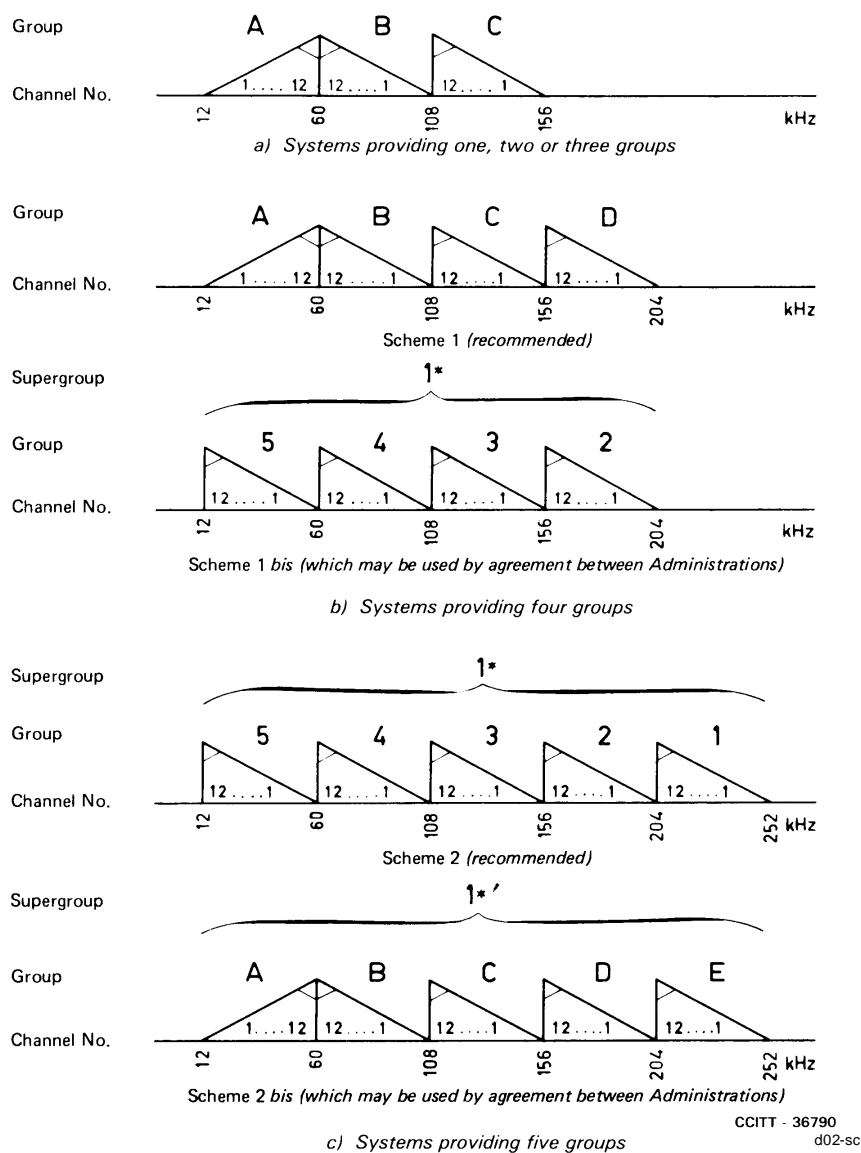 Group A B C
Channel No. 1....12 12....1 12....1
12 60 108 156 kHz
a) Systems providing one, two or three groups
Group A B C D
Channel No. 1....12 12....1 12....1 12....1
12 60 108 156 204 kHz
Scheme 1 (recommended)
Supergroup 1*
Group 5 4 3 2
Channel No. 12....1 12....1 12....1 12....1
12 60 108 156 204 kHz
Scheme 1 bis (which may be used by agreement between Administrations)
b) Systems providing four groups
Supergroup 1*
Group 5 4 3 2 1
Channel No. 12....1 12....1 12....1 12....1 12....1
12 60 108 156 204 252 kHz
Scheme 2 (recommended)
Supergroup 1*′
Group A B C D E
Channel No. 1....12 12....1 12....1 12....1 12....1
12 60 108 156 204 252 kHz
Scheme 2 bis (which may be used by agreement between Administrations)
CCITT - 36790
c) Systems providing five groups d02-sc